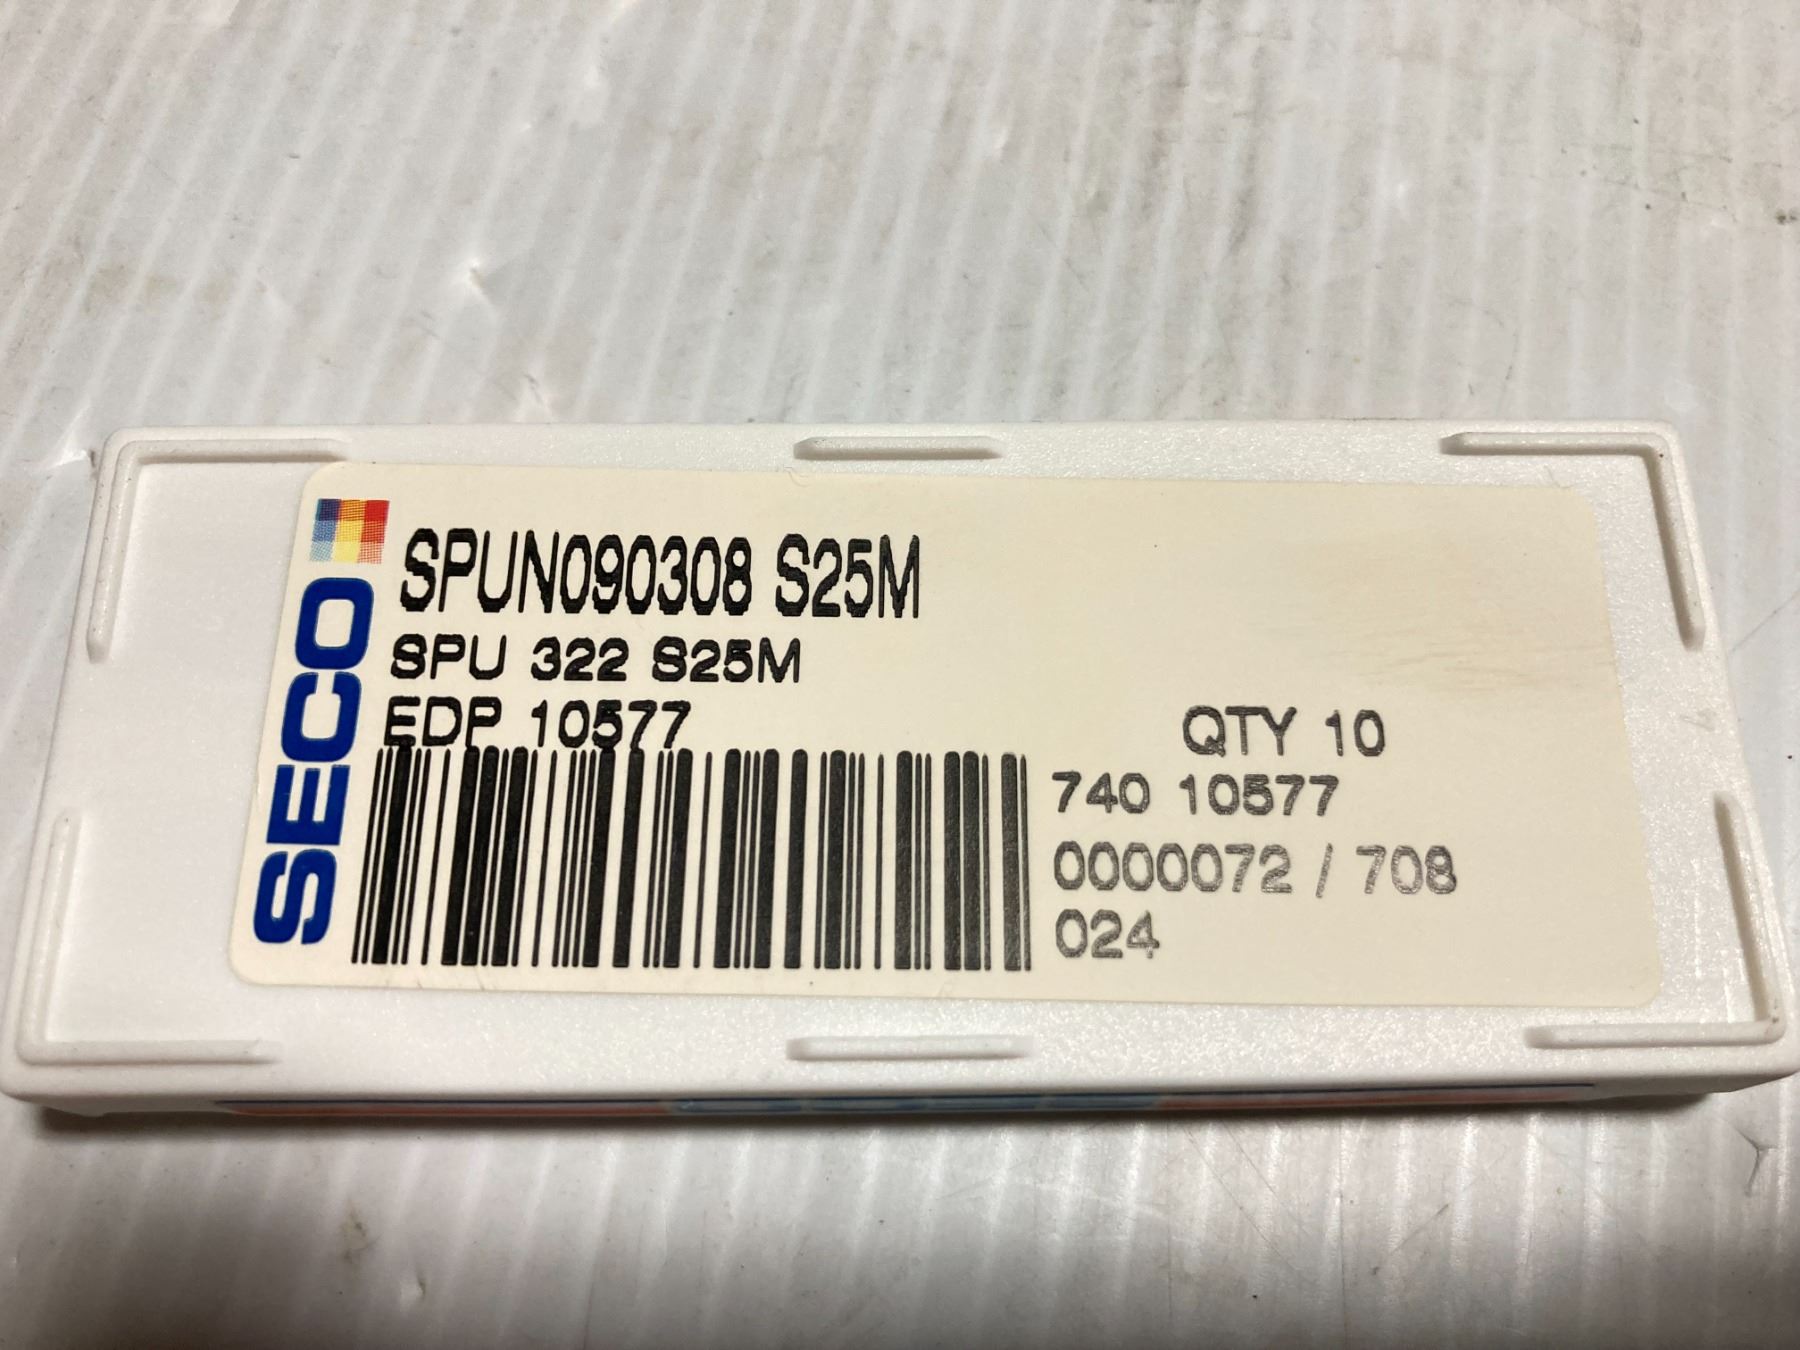 SECO
SPUN090308 S25M
SPU 322 S25M
EDP 10577
QTY 10
740 10577
0000072 / 708
024